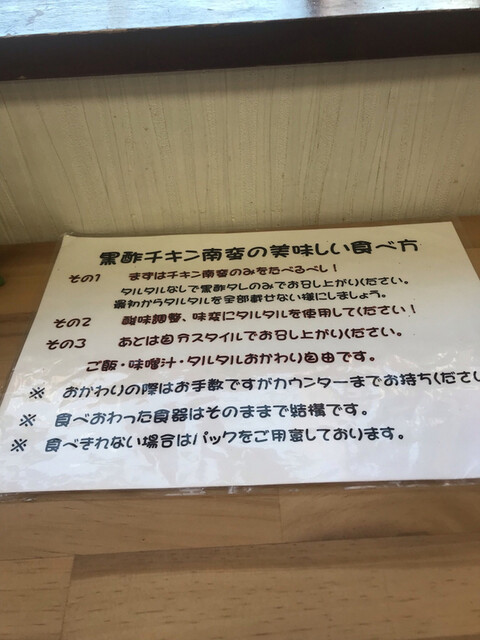 黒酢チキン南蛮の美味しい食べ方
その1 まずはチキン南蛮のみをたべるべし！
タルタルなしで黒酢タレのみでお召し上がりください。
最初からタルタルを全部載せない様にしましょう。
その2 酸味調整、味変にタルタルを使用してください！
その3 あとは自分スタイルでお召し上がりください。
ご飯・味噌汁・タルタルおかわり自由です。
※ おかわりの際はお手数ですがカウンターまでお持ちください
※ 食べおわった食器はそのままで結構です。
※ 食べきれない場合はパックをご用意しております。